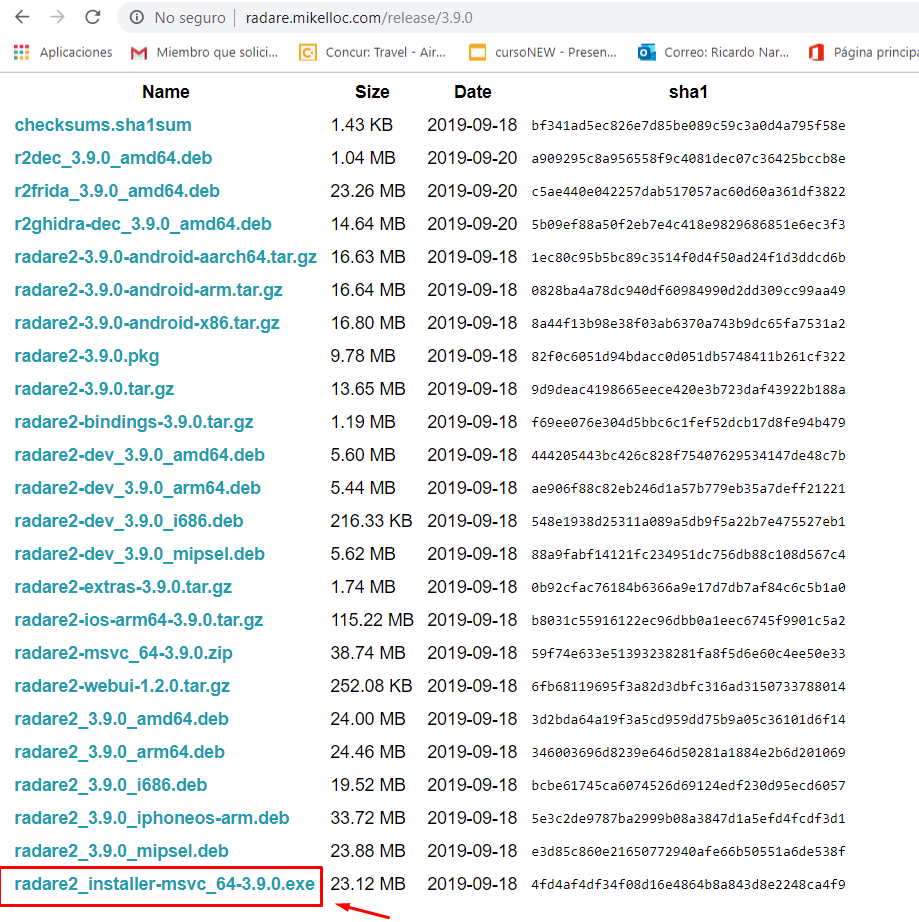 No seguro | radare.mikelloc.com/release/3.9.0
Aplicaciones Miembro que solici... Concur: Travel - Air... cursoNEW - Presen... Correo: Ricardo Nar... Página principa
Name Size Date sha1
checksums.sha1sum 1.43 KB 2019-09-18 bf341ad5ec826e7d85be089c59c3a0d4a795f58e
r2dec_3.9.0_amd64.deb 1.04 MB 2019-09-20 a909295c8a956558f9c4081dec07c36425bccb8e
r2frida_3.9.0_amd64.deb 23.26 MB 2019-09-20 c5ae440e042257dab517057ac60d60a361df3822
r2ghidra-dec_3.9.0_amd64.deb 14.64 MB 2019-09-20 5b09ef88a50f2eb7e4c418e9829686851e6ec3f3
radare2-3.9.0-android-aarch64.tar.gz 16.63 MB 2019-09-18 1ec80c95b5bc89c3514f0d4f50ad24f1d3ddcd6b
radare2-3.9.0-android-arm.tar.gz 16.64 MB 2019-09-18 0828ba4a78dc940df60984990d2dd309cc99aa49
radare2-3.9.0-android-x86.tar.gz 16.80 MB 2019-09-18 8a44f13b98e38f03ab6370a743b9dc65fa7531a2
radare2-3.9.0.pkg 9.78 MB 2019-09-18 82f0c6051d94bdacc0d051db5748411b261cf322
radare2-3.9.0.tar.gz 13.65 MB 2019-09-18 9d9deac4198665eece420e3b723daf43922b188a
radare2-bindings-3.9.0.tar.gz 1.19 MB 2019-09-18 f69ee076e304d5bbc6c1fef52dcb17d8fe94b479
radare2-dev_3.9.0_amd64.deb 5.60 MB 2019-09-18 444205443bc426c828f75407629534147de48c7b
radare2-dev_3.9.0_arm64.deb 5.44 MB 2019-09-18 ae906f88c82eb246d1a57b779eb35a7deff21221
radare2-dev_3.9.0_i686.deb 216.33 KB 2019-09-18 548e1938d25311a089a5db9f5a22b7e475527eb1
radare2-dev_3.9.0_mipsel.deb 5.62 MB 2019-09-18 88a9fabf14121fc234951dc756db88c108d567c4
radare2-extras-3.9.0.tar.gz 1.74 MB 2019-09-18 0b92cfac76184b6366a9e17d7db7af84c6c5b1a0
radare2-ios-arm64-3.9.0.tar.gz 115.22 MB 2019-09-18 b8031c55916122ec96dbb0a1eec6745f9901c5a2
radare2-msvc_64-3.9.0.zip 38.74 MB 2019-09-18 59f74e633e51393238281fa8f5d6e60c4ee50e33
radare2-webui-1.2.0.tar.gz 252.08 KB 2019-09-18 6fb68119695f3a82d3dbfc316ad3150733788014
radare2_3.9.0_amd64.deb 24.00 MB 2019-09-18 3d2bda64a19f3a5cd959dd75b9a05c36101d6f14
radare2_3.9.0_arm64.deb 24.46 MB 2019-09-18 346003696d8239e646d50281a1884e2b6d201069
radare2_3.9.0_i686.deb 19.52 MB 2019-09-18 bcbe61745ca6074526d69124edf230d95ecd6057
radare2_3.9.0_iphoneos-arm.deb 33.72 MB 2019-09-18 5e3c2de9787ba2999b08a3847d1a5efd4fcdf3d1
radare2_3.9.0_mipsel.deb 23.88 MB 2019-09-18 e3d85c860e21650772940afe66b50551a6de538f
radare2_installer-msvc_64-3.9.0.exe 23.12 MB 2019-09-18 4fd4af4df34f08d16e4864b8a843d8e2248ca4f9